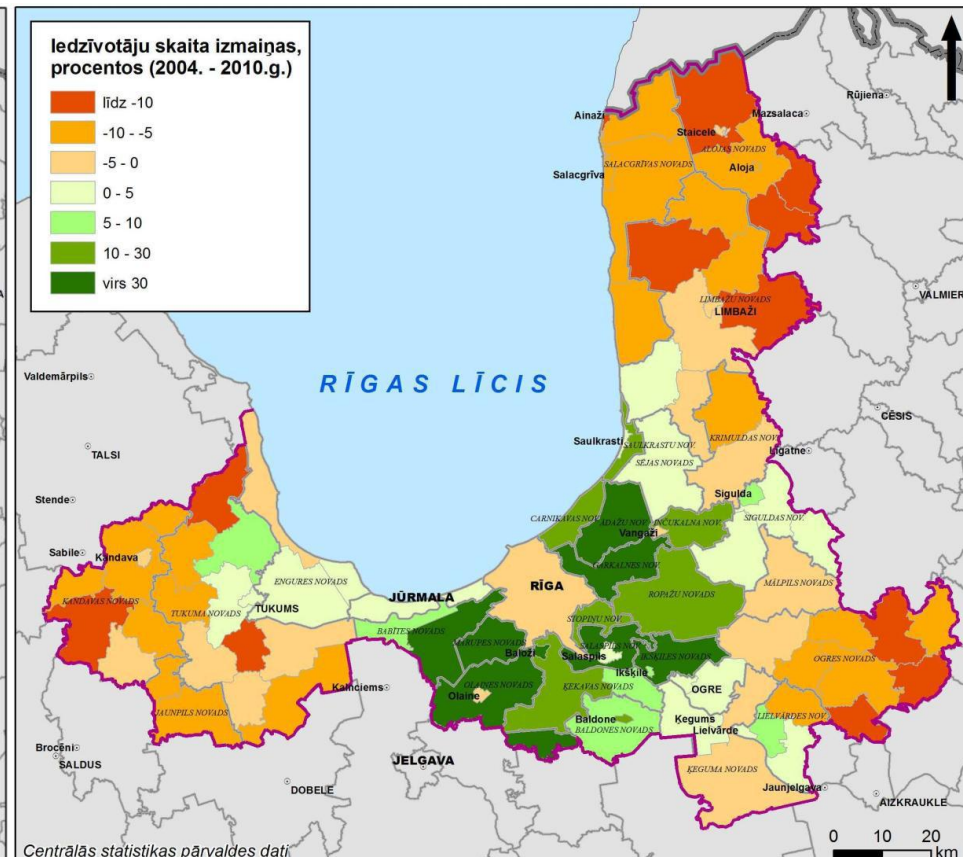 Iedzīvotāju skaita izmaiņas,
procentos (2004. - 2010.g.)
līdz -10
-10 - -5
-5 - 0
0 - 5
5 - 10
10 - 30
virs 30
Rūjiena
Ainaži
Mazsalaca
Staicele
ALOJAS NOVADS
SALACGRĪVAS NOVADS
Aloja
Salacgrīva
VALMIER
LIMBAŽU NOVADS
LIMBAŽI
Valdemārpils
RĪGAS LĪCIS
CĒSIS
TALSI
Saulkrasti
SAULKRASTU NOV.
KRIMULDAS NOV.
Līgatne
SĒJAS NOVADS
Stende
Sigulda
CARNIKAVAS NOV.
ĀDAŽU NOV.
INČUKALNA NOV.
SIGULDAS NOV.
Vangaži
Sabile
Kandava
GARKALNES NOV.
ENGURES NOVADS
RĪGA
MĀLPILS NOVADS
KANDAVAS NOVADS
JŪRMALA
ROPAŽU NOVADS
TUKUMA NOVADS
TUKUMS
STOPIŅU NOV.
BABĪTES NOVADS
MĀRUPES NOVADS
SALASPILS NOV.
Baloži
Salaspils
IKŠĶILES NOVADS
OGRES NOVADS
Ikšķile
Kalnciems
OLAINES NOVADS
ĶEKAVAS NOVADS
OGRE
Olaine
JAUNPILS NOVADS
Ķegums
LIELVĀRDES NOV.
Baldone
Lielvārde
BALDONES NOVADS
Brocēni
SALDUS
JELGAVA
ĶEGUMA NOVADS
DOBELE
Jaunjelgava
AIZKRAUKLE
0 10 20
km
Centrālās statistikas pārvaldes dati